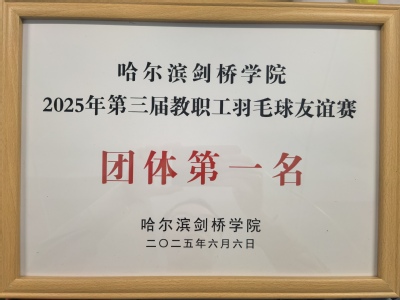 哈尔滨剑桥学院
2025年第三届教职工羽毛球友谊赛
团体第一名
哈尔滨剑桥学院
二〇二五年六月六日